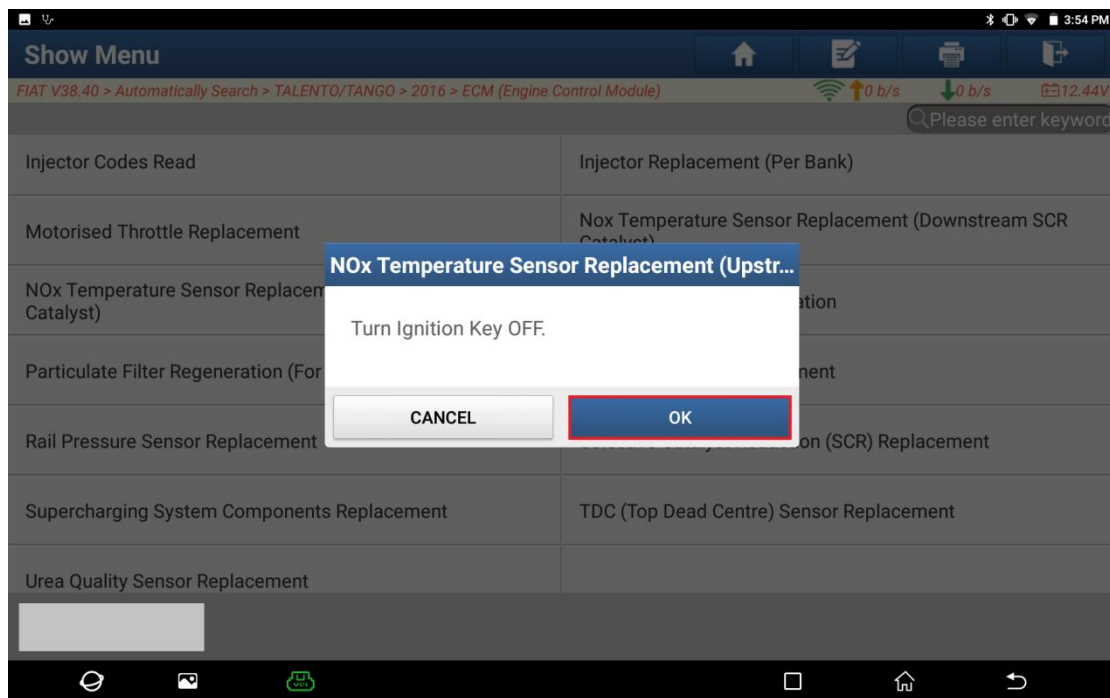 3:54 PM
Show Menu
FIAT V38.40 > Automatically Search > TALENTO/TANGO > 2016 > ECM (Engine Control Module)
0 b/s
0 b/s
12.44V
Please enter keyword
Injector Codes Read
Injector Replacement (Per Bank)
Motorised Throttle Replacement
Nox Temperature Sensor Replacement (Downstream SCR
Catalyst)
NOx Temperature Sensor Replacement (Upstr...
NOx Temperature Sensor Replacem
Catalyst)
ation
Turn Ignition Key OFF.
Particulate Filter Regeneration (For
ment
CANCEL
OK
Rail Pressure Sensor Replacement
(SCR) Replacement
Supercharging System Components Replacement
TDC (Top Dead Centre) Sensor Replacement
Urea Quality Sensor Replacement
VCI